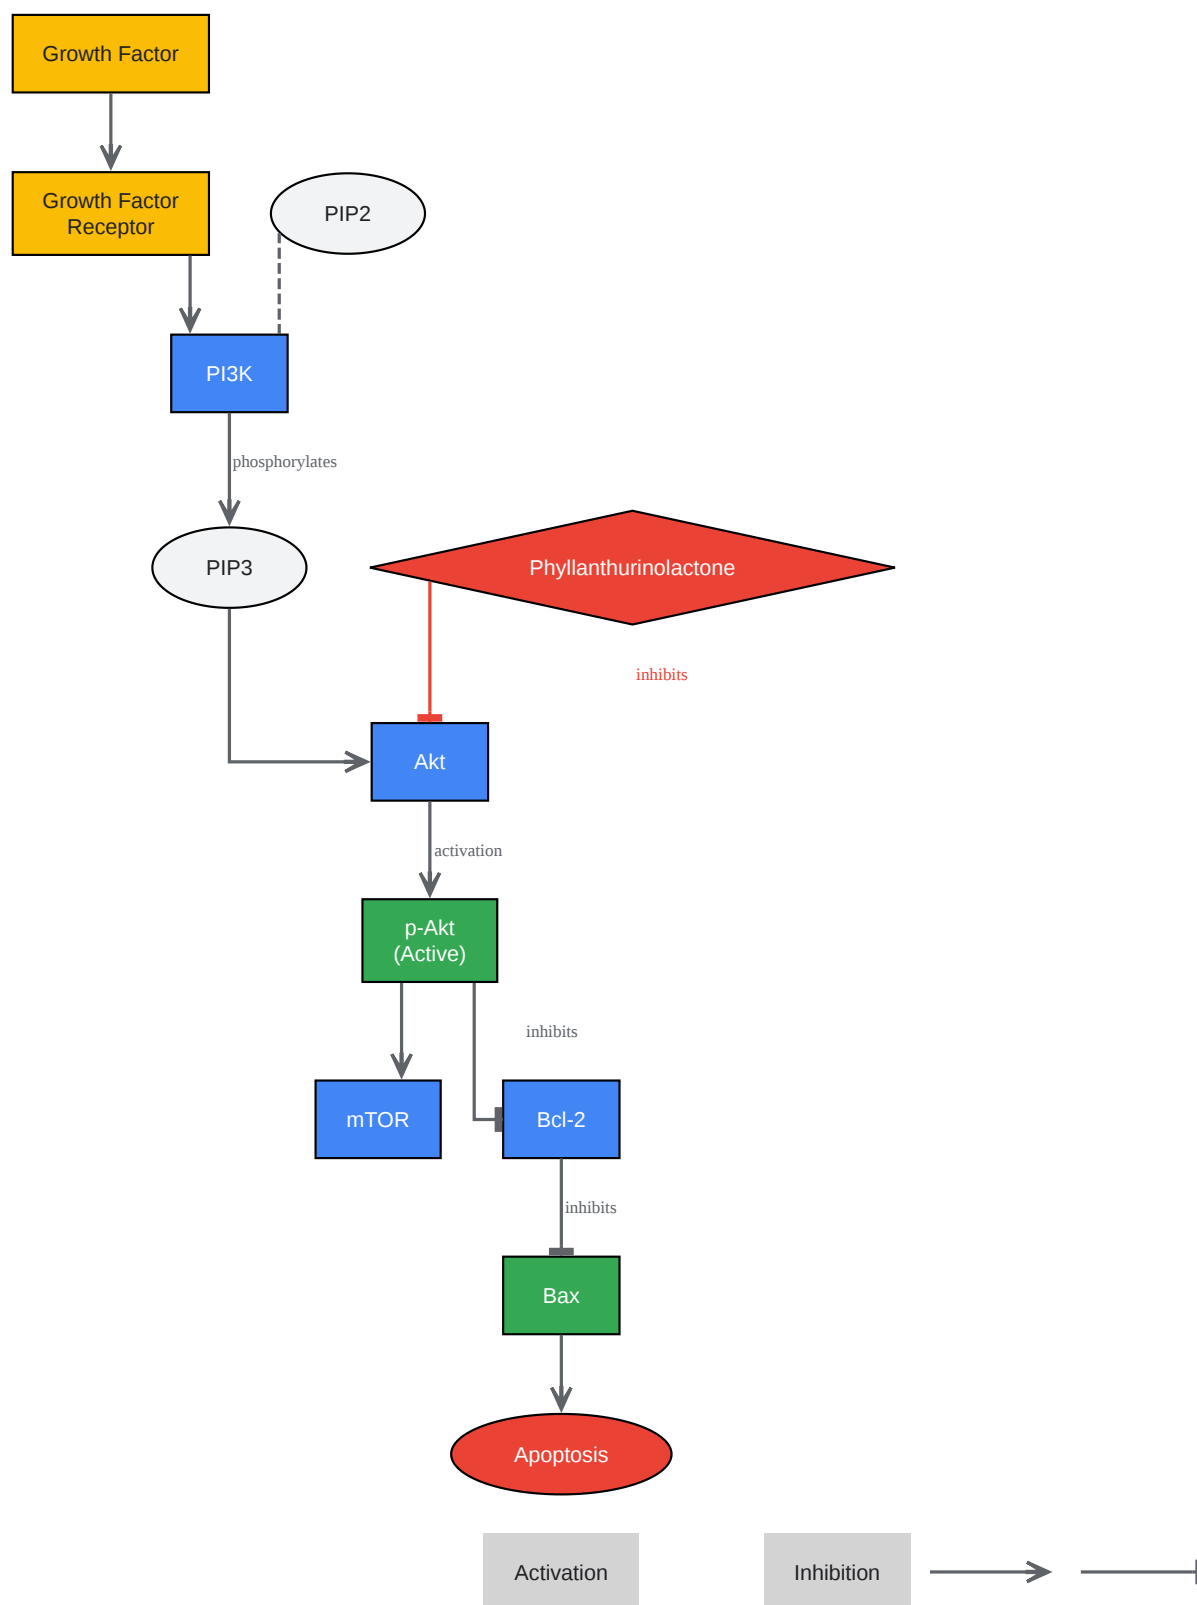 Growth Factor
Growth Factor
Receptor
PIP2
PI3K
phosphorylates
PIP3
Phyllanthurinolactone
inhibits
Akt
activation
p-Akt
(Active)
inhibits
mTOR
Bcl-2
inhibits
Bax
Apoptosis
Activation
Inhibition